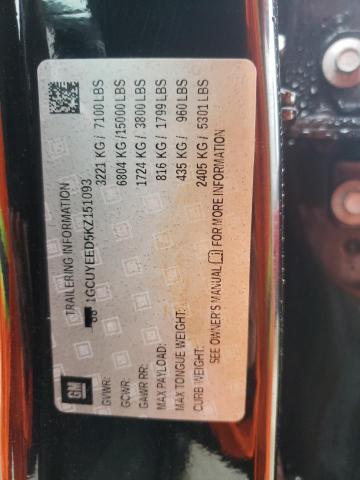 GM
TRAILERING INFORMATION
1GCUYEED5KZ151093
GVWR: 3221 KG / 7100 LBS
GCWR: 6804 KG /15000 LBS
GAWR RR: 1724 KG / 3800 LBS
MAX PAYLOAD: 816 KG / 1799 LBS
MAX TONGUE WEIGHT: 435 KG / 960 LBS
CURB WEIGHT: 2405 KG / 5301 LBS
SEE OWNER'S MANUAL FOR MORE INFORMATION